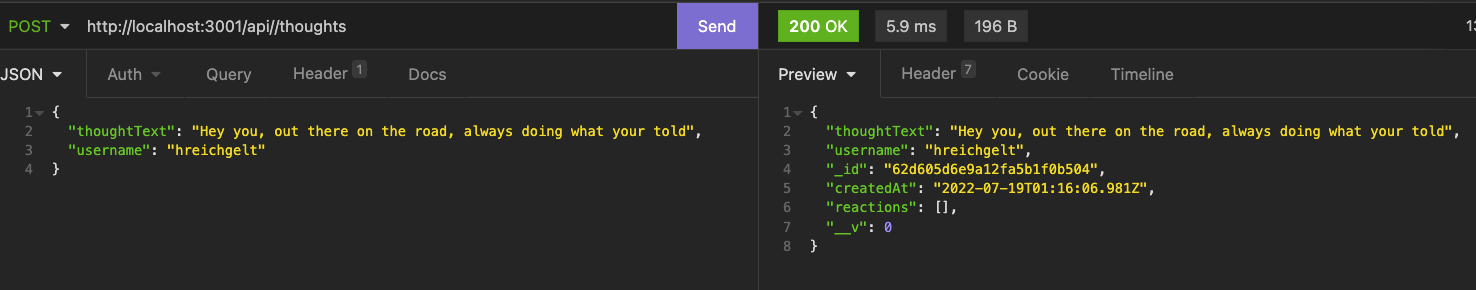 POST http://localhost:3001/api//thoughts Send 200 OK 5.9 ms 196 B
JSON Auth Query Header 1 Docs Preview Header 7 Cookie Timeline
1 {
2 "thoughtText": "Hey you, out there on the road, always doing what your told",
3 "username": "hreichgelt"
4 }
1 {
2 "thoughtText": "Hey you, out there on the road, always doing what your told",
3 "username": "hreichgelt",
4 "_id": "62d605d6e9a12fa5b1f0b504",
5 "createdAt": "2022-07-19T01:16:06.981Z",
6 "reactions": [],
7 "__v": 0
8 }